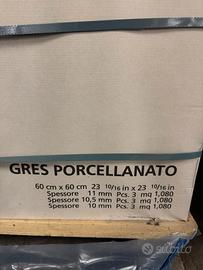 GRES PORCELLANATO
60 cm x 60 cm 23 10/16 in x 23 10/16 in
Spessore 11 mm Pcs. 3 mq 1,080
Spessore 10,5 mm Pcs. 3 mq 1,080
Spessore 10 mm Pcs. 3 mq 1,080
subito